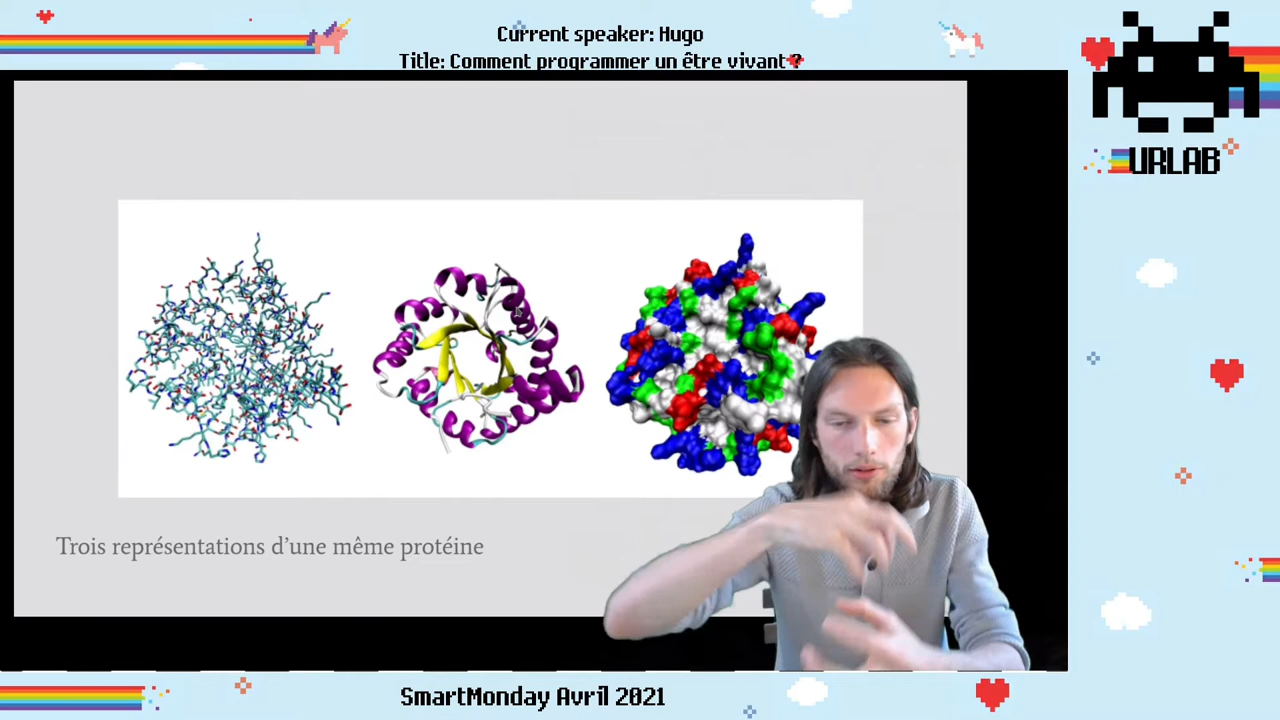 Current speaker: Hugo
Title: Comment programmer un être vivant ?
URLAB
Trois représentations d'une même protéine
SmartMonday Avril 2021